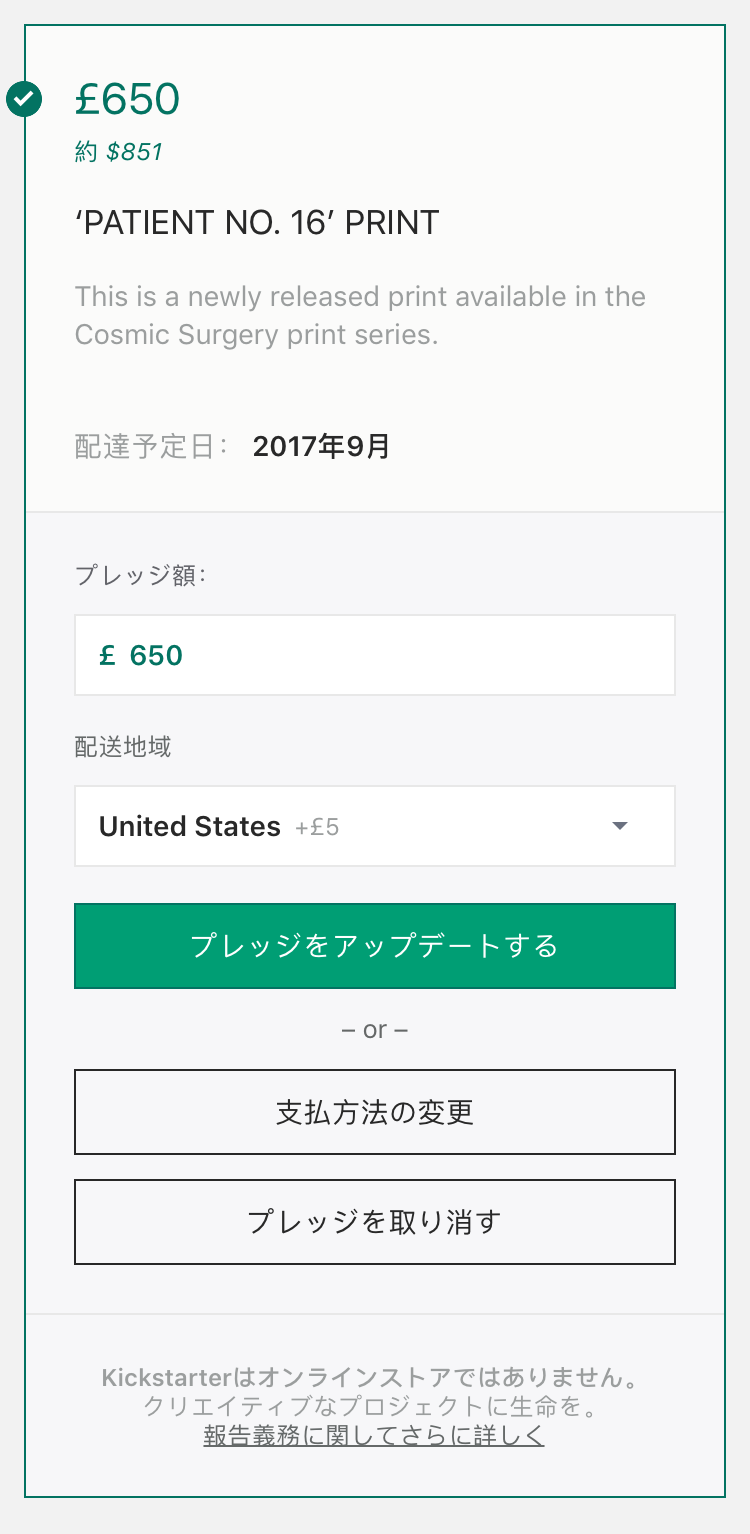 £650
約 $851
‘PATIENT NO. 16’ PRINT
This is a newly released print available in the
Cosmic Surgery print series.
配達予定日： 2017年9月
プレッジ額:
£ 650
配送地域
United States +£5
プレッジをアップデートする
– or –
支払方法の変更
プレッジを取り消す
Kickstarterはオンラインストアではありません。
クリエイティブなプロジェクトに生命を。
報告義務に関してさらに詳しく